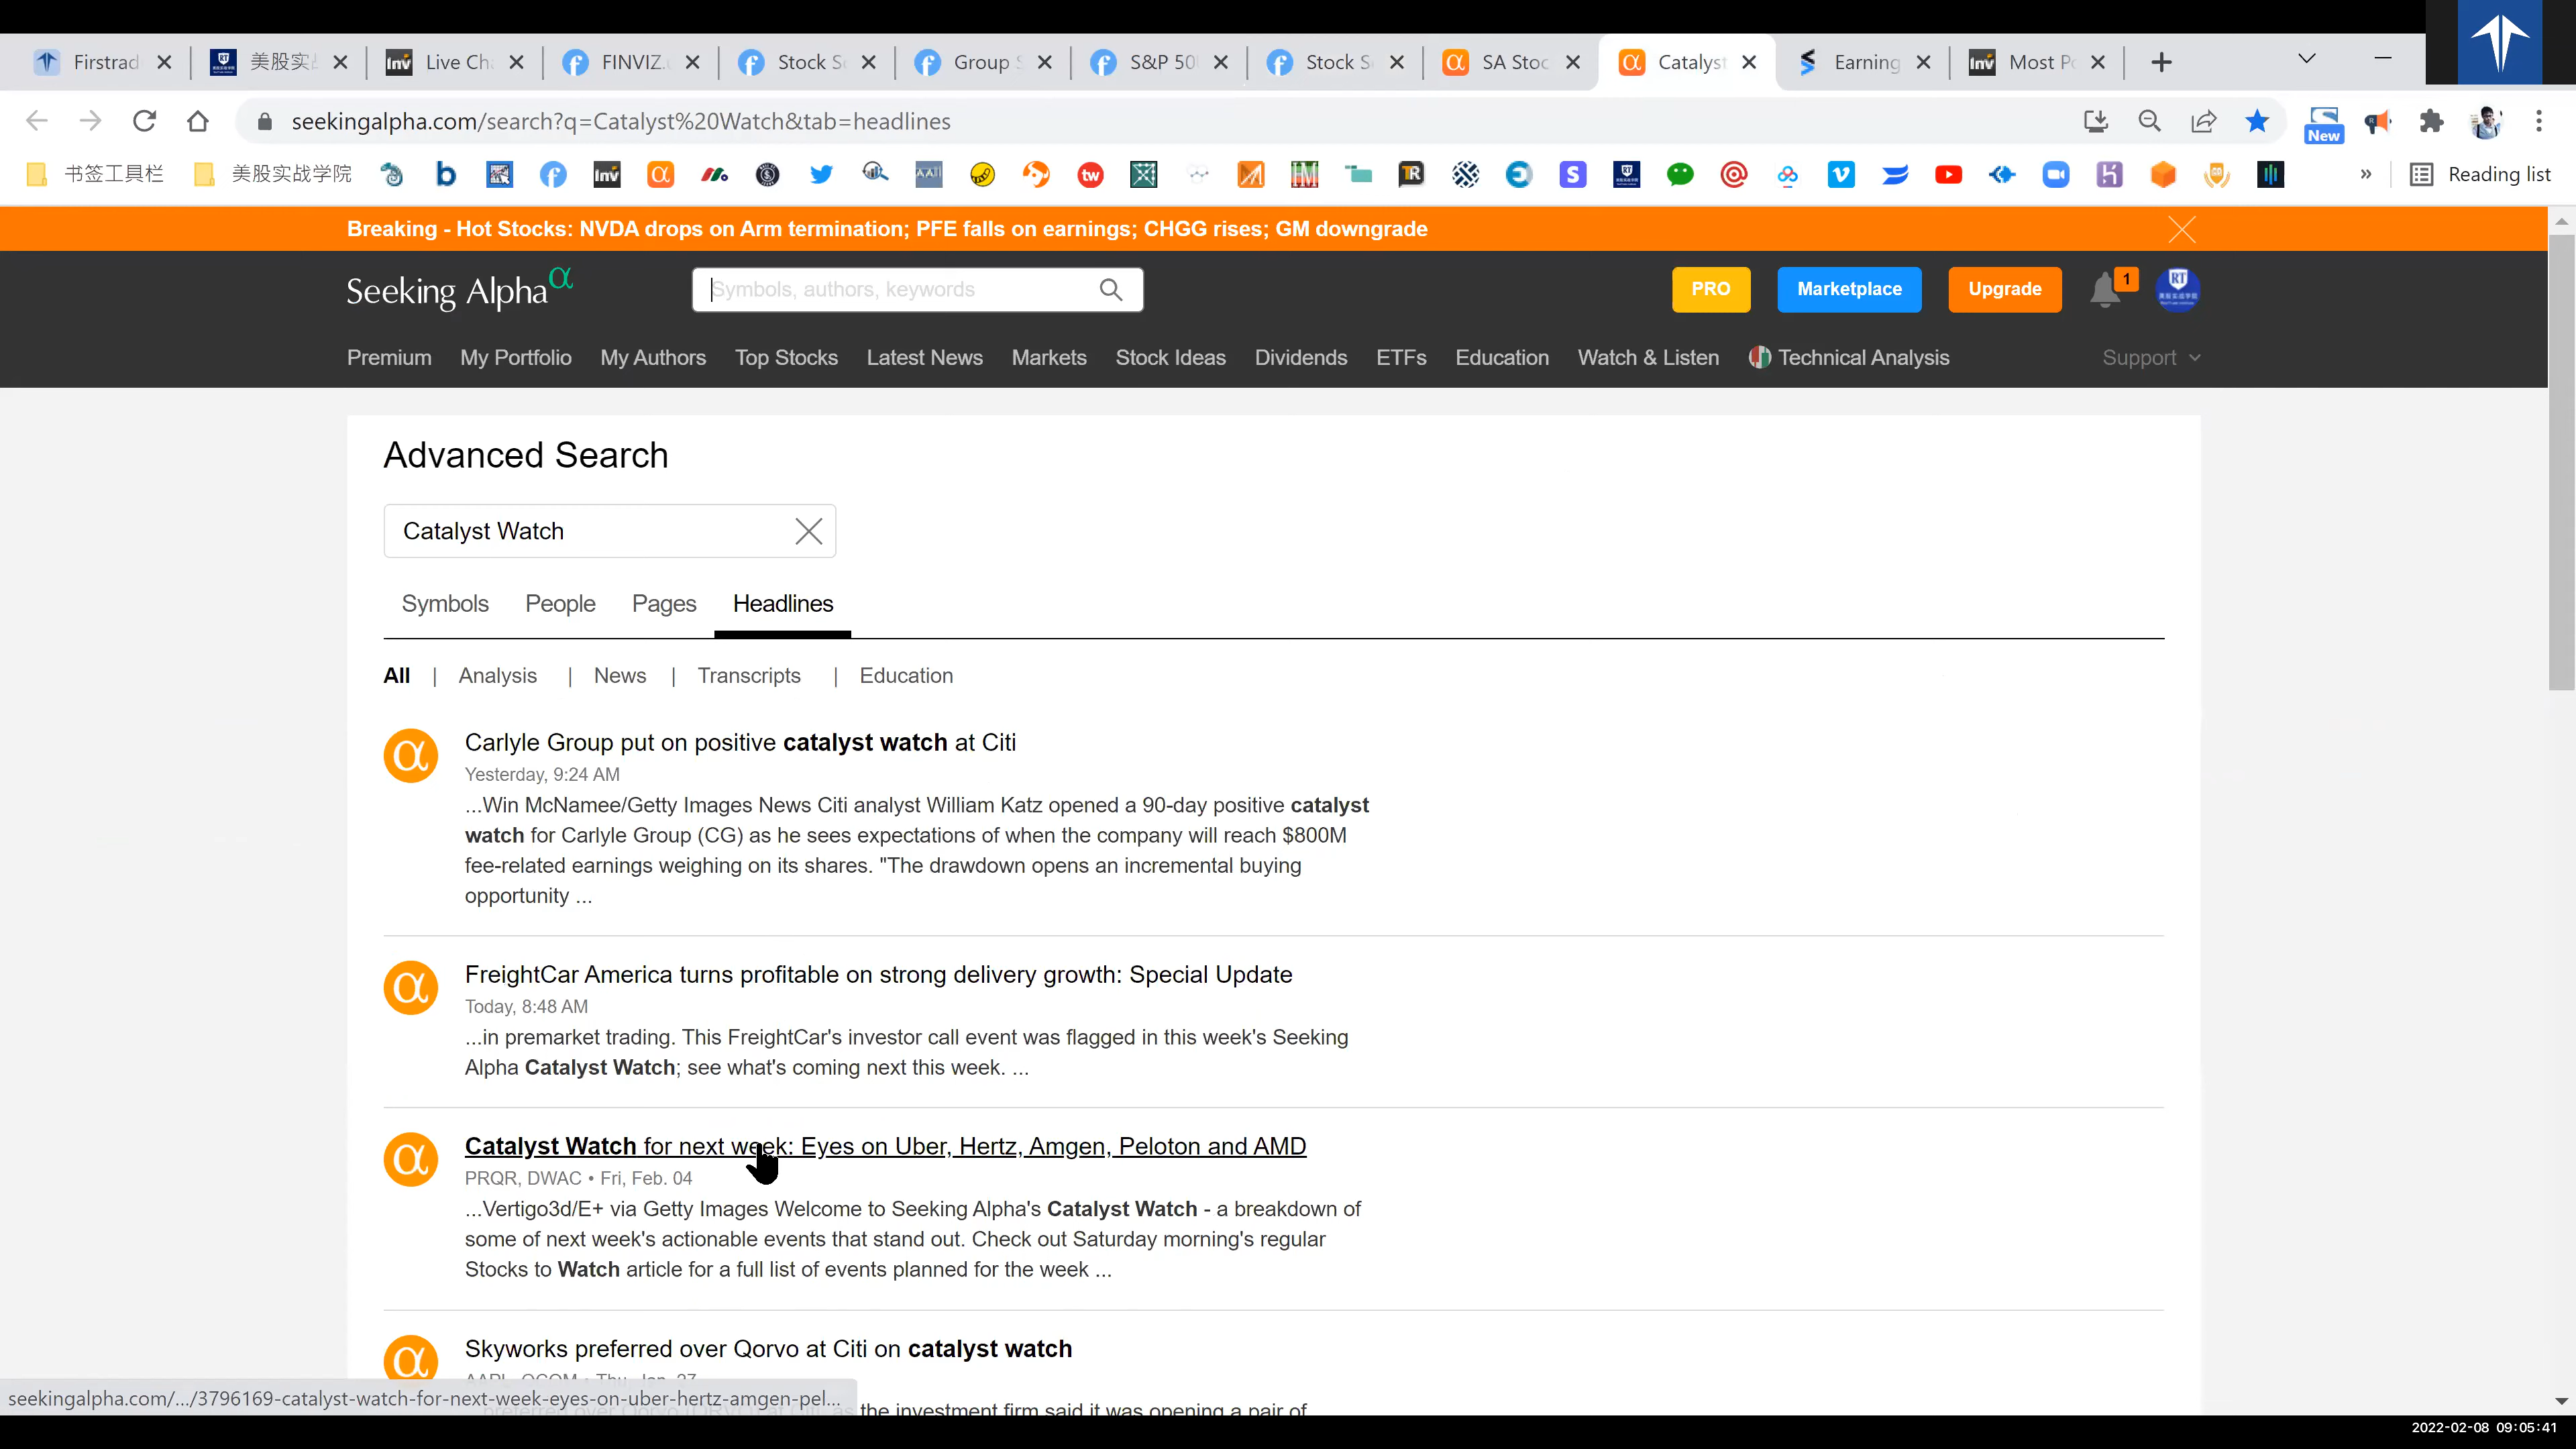 Firstrad
美股实
Live Ch
FINVIZ.
Stock S
Group
S&P 50
Stock S
SA Stoc
Catalyst
Earning
Most P
seekingalpha.com/search?q=Catalyst%20Watch&tab=headlines
New
书签工具栏
美股实战学院
Reading list
Breaking - Hot Stocks: NVDA drops on Arm termination; PFE falls on earnings; CHGG rises; GM downgrade
Seeking Alpha α
Symbols, authors, keywords
PRO
Marketplace
Upgrade
1
RT
Premium
My Portfolio
My Authors
Top Stocks
Latest News
Markets
Stock Ideas
Dividends
ETFs
Education
Watch & Listen
Technical Analysis
Support
Advanced Search
Catalyst Watch
Symbols
People
Pages
Headlines
All | Analysis | News | Transcripts | Education
Carlyle Group put on positive catalyst watch at Citi
Yesterday, 9:24 AM
...Win McNamee/Getty Images News Citi analyst William Katz opened a 90-day positive catalyst
watch for Carlyle Group (CG) as he sees expectations of when the company will reach $800M
fee-related earnings weighing on its shares. "The drawdown opens an incremental buying
opportunity ...
FreightCar America turns profitable on strong delivery growth: Special Update
Today, 8:48 AM
...in premarket trading. This FreightCar's investor call event was flagged in this week's Seeking
Alpha Catalyst Watch; see what's coming next this week. ...
Catalyst Watch for next week: Eyes on Uber, Hertz, Amgen, Peloton and AMD
PRQR, DWAC • Fri, Feb. 04
...Vertigo3d/E+ via Getty Images Welcome to Seeking Alpha's Catalyst Watch - a breakdown of
some of next week's actionable events that stand out. Check out Saturday morning's regular
Stocks to Watch article for a full list of events planned for the week ...
Skyworks preferred over Qorvo at Citi on catalyst watch
seekingalpha.com/.../3796169-catalyst-watch-for-next-week-eyes-on-uber-hertz-amgen-pel...
the investment firm said it was opening a pair of
2022-02-08 09:05:41